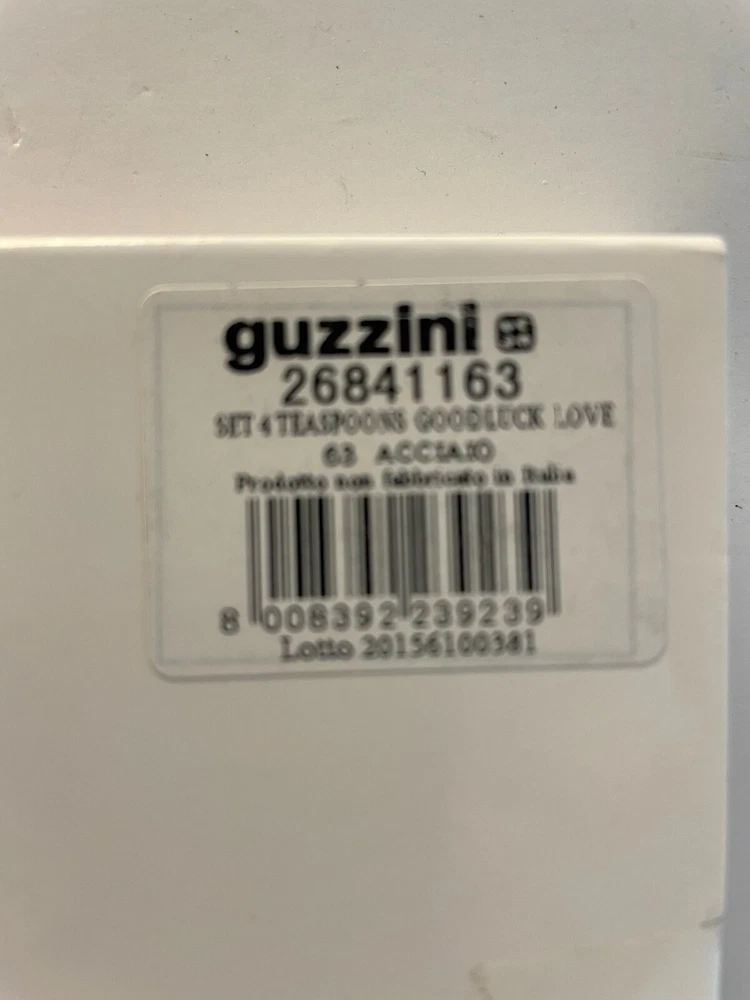 guzzini
26841163
SET 4 TEASPOONS GOODLUCK LOVE
63 ACCIAIO
Prodotto non fabbricato in Italia
8 008392 239239
Lotto 20156100381